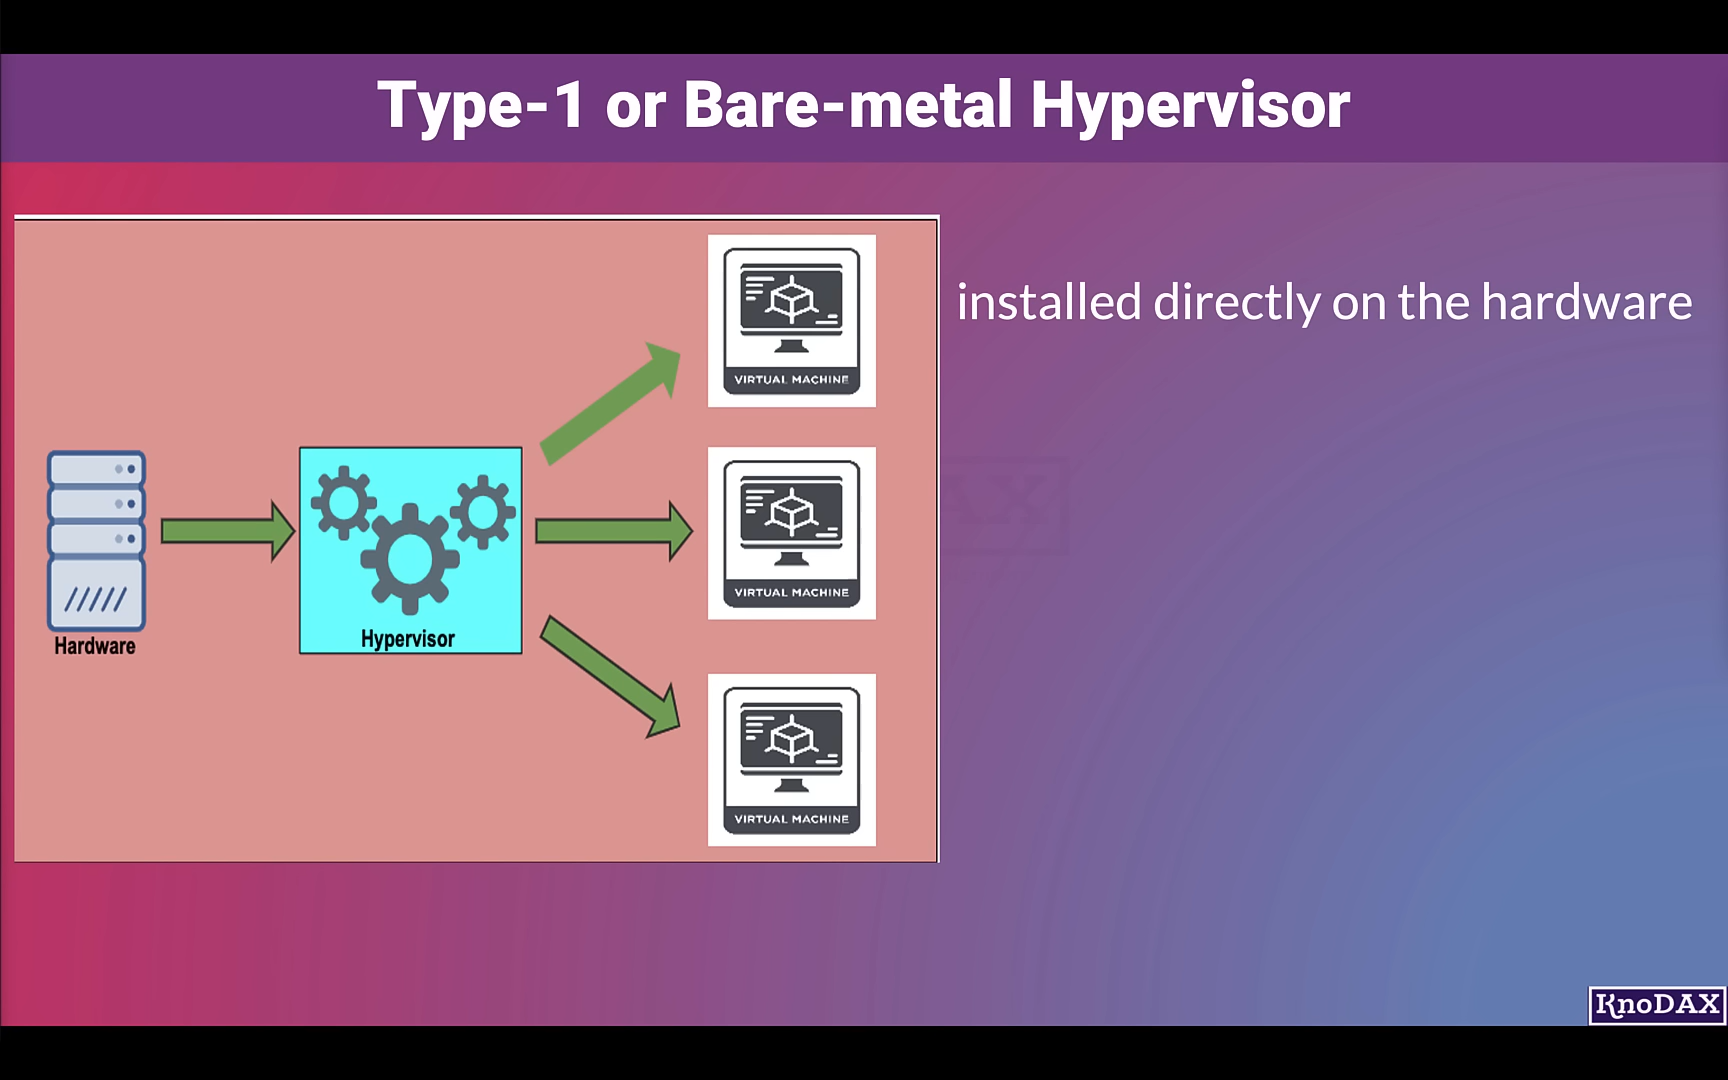 Type-1 or Bare-metal Hypervisor
installed directly on the hardware
VIRTUAL MACHINE
VIRTUAL MACHINE
VIRTUAL MACHINE
Hardware
Hypervisor
KnoDAX